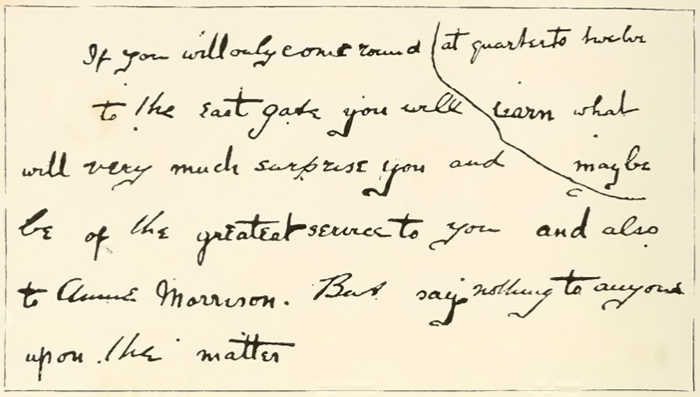 If you will only come round at quarter to twelve
to the east gate you will learn what
will very much surprise you and maybe
be of the greatest service to you and also
to Annie Morrison. But say nothing to anyone
upon the matter